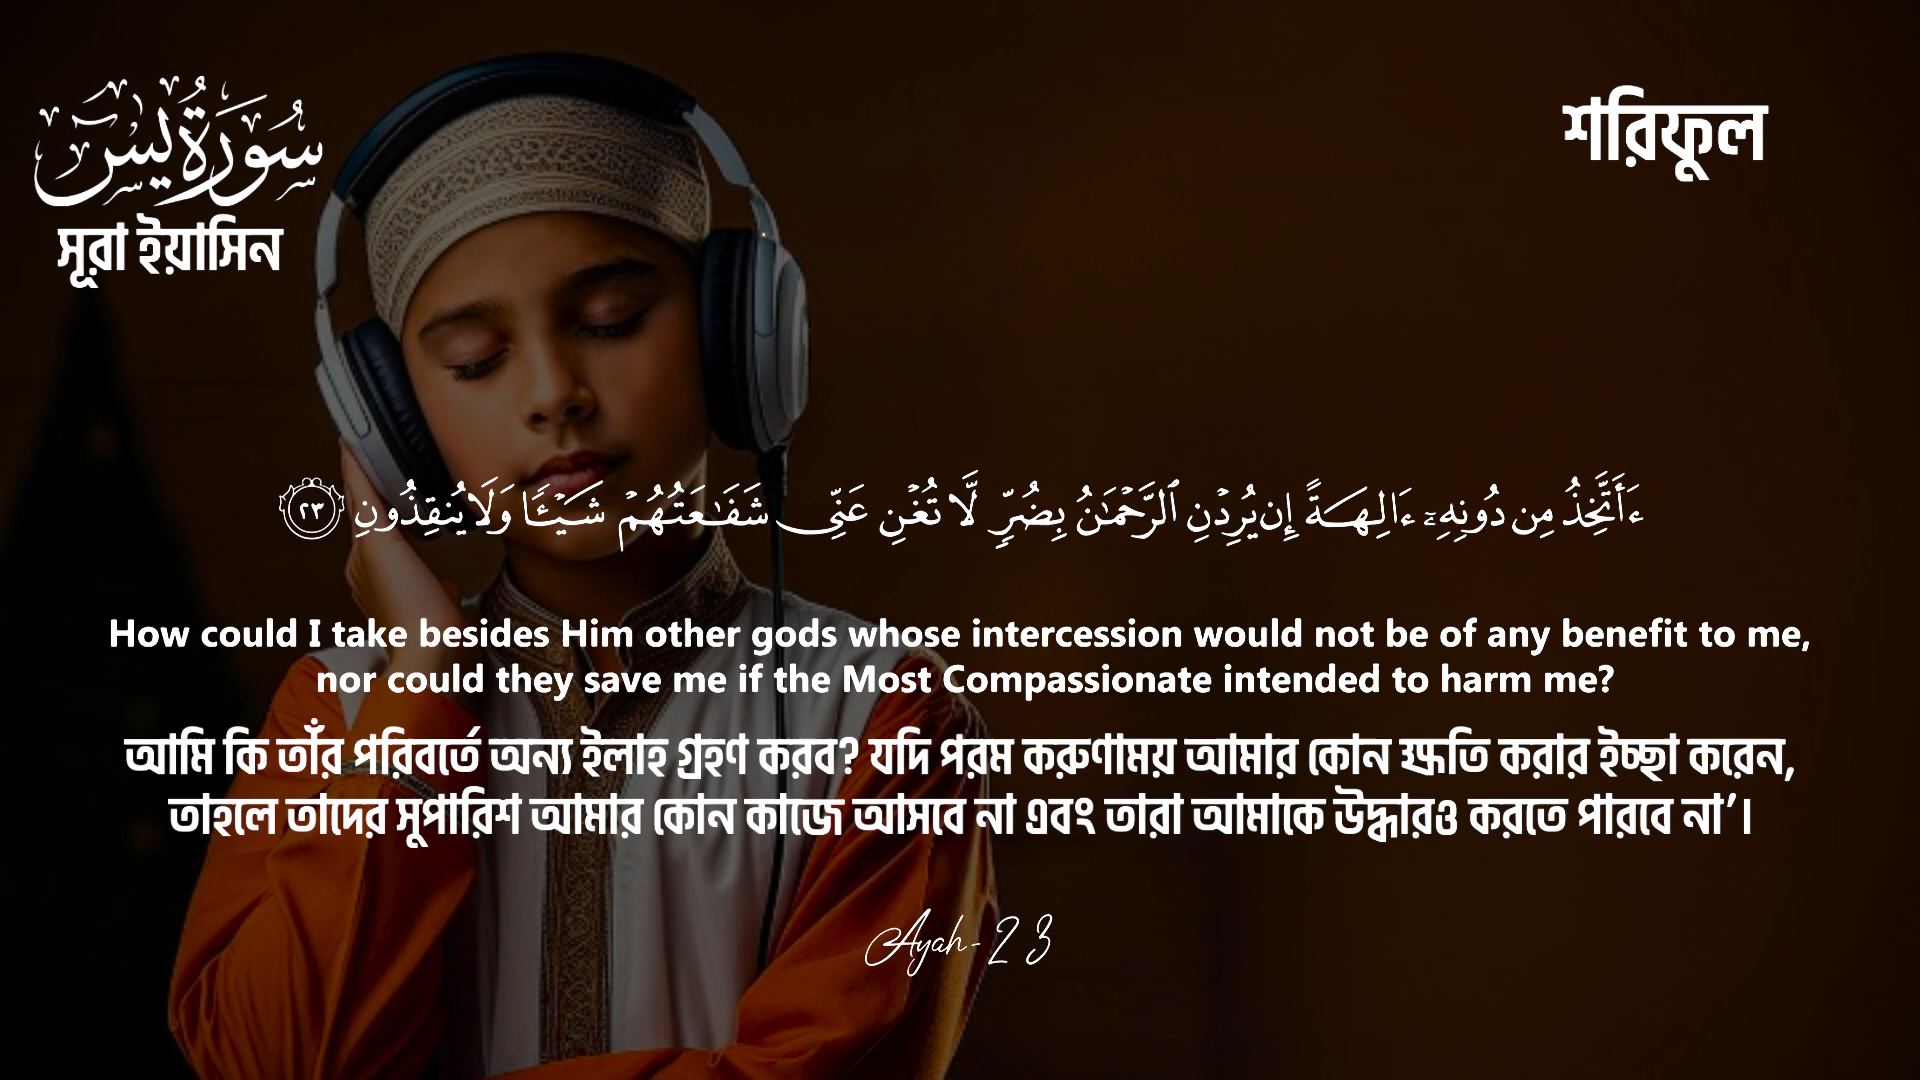 سُورَةُ يسٓ
সূরা ইয়াসিন
শরিফুল
ءَأَتَّخِذُ مِن دُونِهِۦٓ ءَالِهَةً إِن يُرِدْنِ ٱلرَّحْمَـٰنُ بِضُرٍّ لَّا تُغْنِ عَنِّى شَفَـٰعَتُهُمْ شَيْـًٔا وَلَا يُنقِذُونِ ٢٣
How could I take besides Him other gods whose intercession would not be of any benefit to me,
nor could they save me if the Most Compassionate intended to harm me?
আমি কি তাঁর পরিবর্তে অন্য ইলাহ গ্রহণ করব? যদি পরম করুণাময় আমার কোন ক্ষতি করার ইচ্ছা করেন,
তাহলে তাদের সুপারিশ আমার কোন কাজে আসবে না এবং তারা আমাকে উদ্ধারও করতে পারবে না’।
Ayah-23